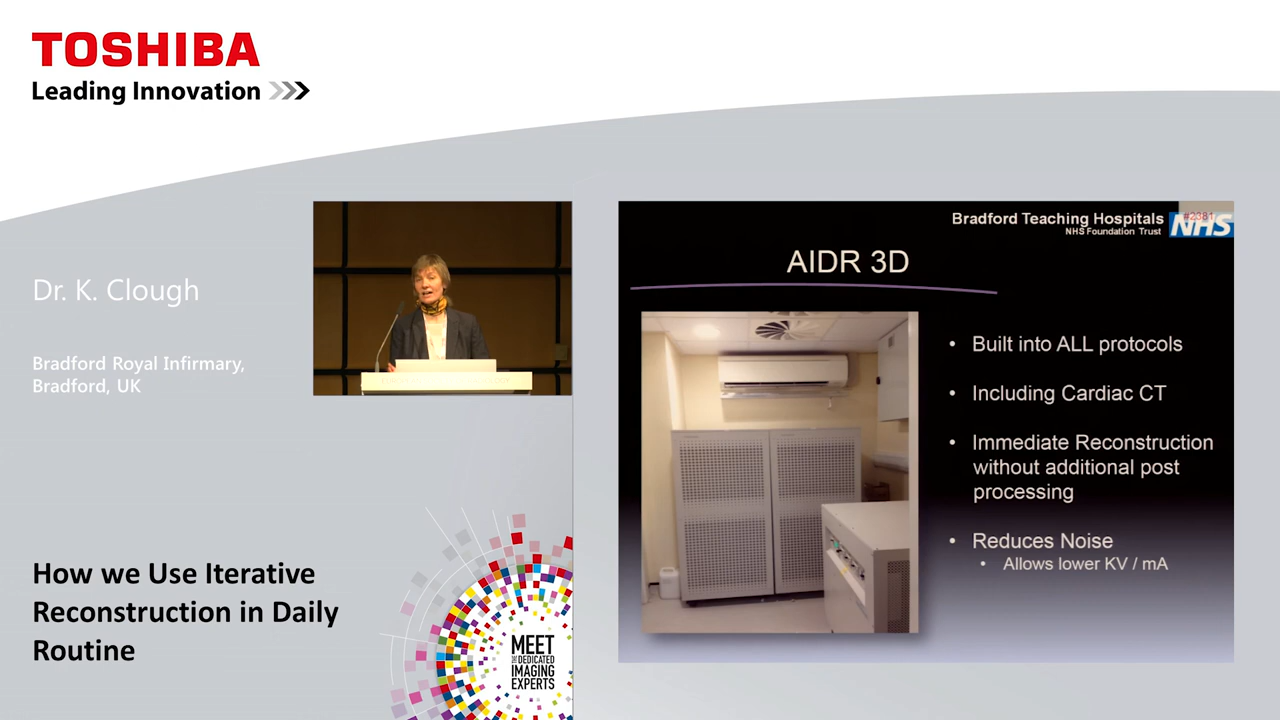 TOSHIBA
Leading Innovation
Dr. K. Clough
Bradford Royal Infirmary,
Bradford, UK
How we Use Iterative
Reconstruction in Daily
Routine
MEET
THE DEDICATED
IMAGING
EXPERTS
Bradford Teaching Hospitals
NHS Foundation Trust
#2381
NHS
AIDR 3D
• Built into ALL protocols
• Including Cardiac CT
• Immediate Reconstruction
without additional post
processing
• Reduces Noise
• Allows lower KV / mA